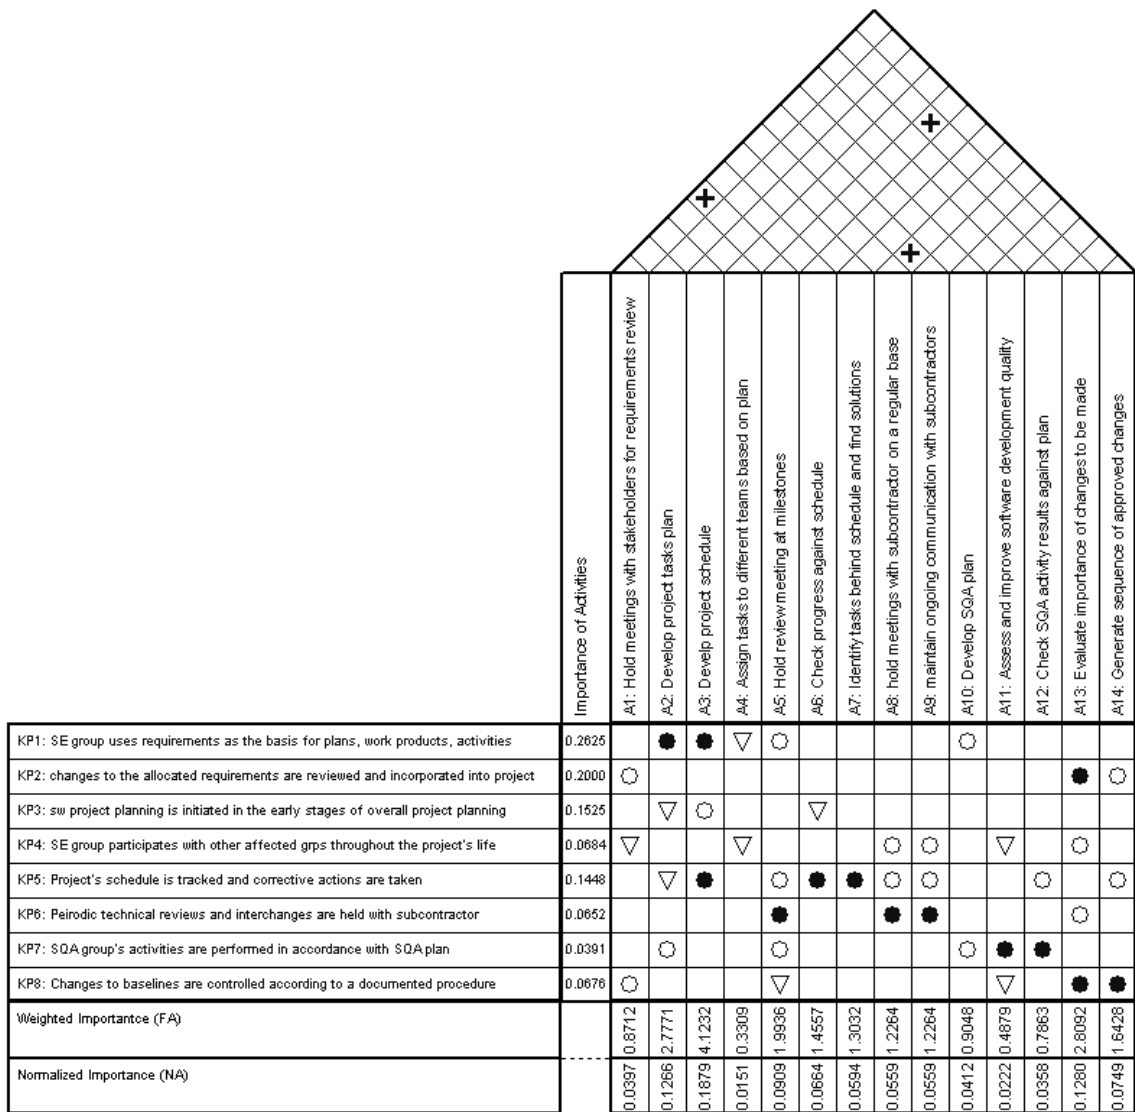 Importance of Activities
A1: Hold meetings with stakeholders for requirements review
A2: Develop project tasks plan
A3: Develp project schedule
A4: Assign tasks to different teams based on plan
A5: Hold review meeting at milestones
A6: Check progress against schedule
A7: Identify tasks behind schedule and find solutions
A8: hold meetings with subcontractor on a regular base
A9: maintain ongoing communication with subcontractors
A10: Develop SQA plan
A11: Assess and improve software development quality
A12: Check SQA activity results against plan
A13: Evaluate importance of changes to be made
A14: Generate sequence of approved changes
KP1: SE group uses requirements as the basis for plans, work products, activities 0.2625
KP2: changes to the allocated requirements are reviewed and incorporated into project 0.2000
KP3: sw project planning is initiated in the early stages of overall project planning 0.1525
KP4: SE group participates with other affected grps throughout the project's life 0.0684
KP5: Project's schedule is tracked and corrective actions are taken 0.1448
KP6: Peirodic technical reviews and interchanges are held with subcontractor 0.0652
KP7: SQA group's activities are performed in accordance with SQA plan 0.0391
KP8: Changes to baselines are controlled according to a documented procedure 0.0676
Weighted Importantce (FA) 0.8712 2.7771 4.1232 0.3309 1.9936 1.4557 1.3032 1.2264 1.2264 0.9048 0.4879 0.7863 2.8092 1.6428
Normalized Importance (NA) 0.0397 0.1266 0.1879 0.0151 0.0909 0.0664 0.0594 0.0559 0.0559 0.0412 0.0222 0.0358 0.1280 0.0749